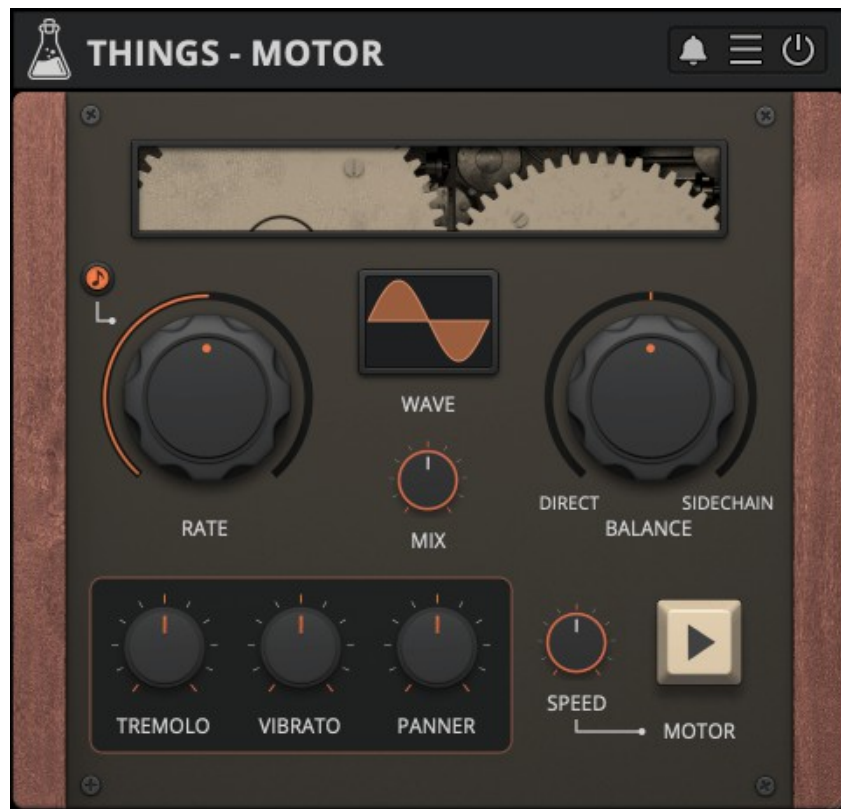 THINGS - MOTOR
WAVE
DIRECT
SIDECHAIN
RATE
MIX
BALANCE
SPEED
TREMOLO
VIBRATO
PANNER
MOTOR